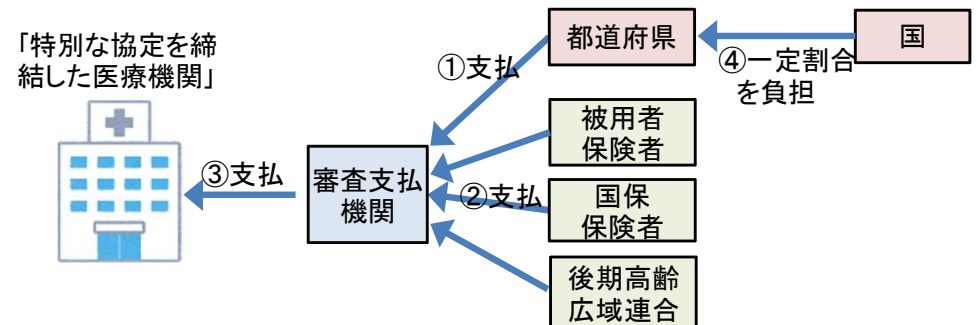 「特別な協定を締
結した医療機関」
①支払
都道府県
国
④一定割合
を負担
被用者
保険者
③支払
審査支払
機関
②支払
国保
保険者
後期高齢
広域連合